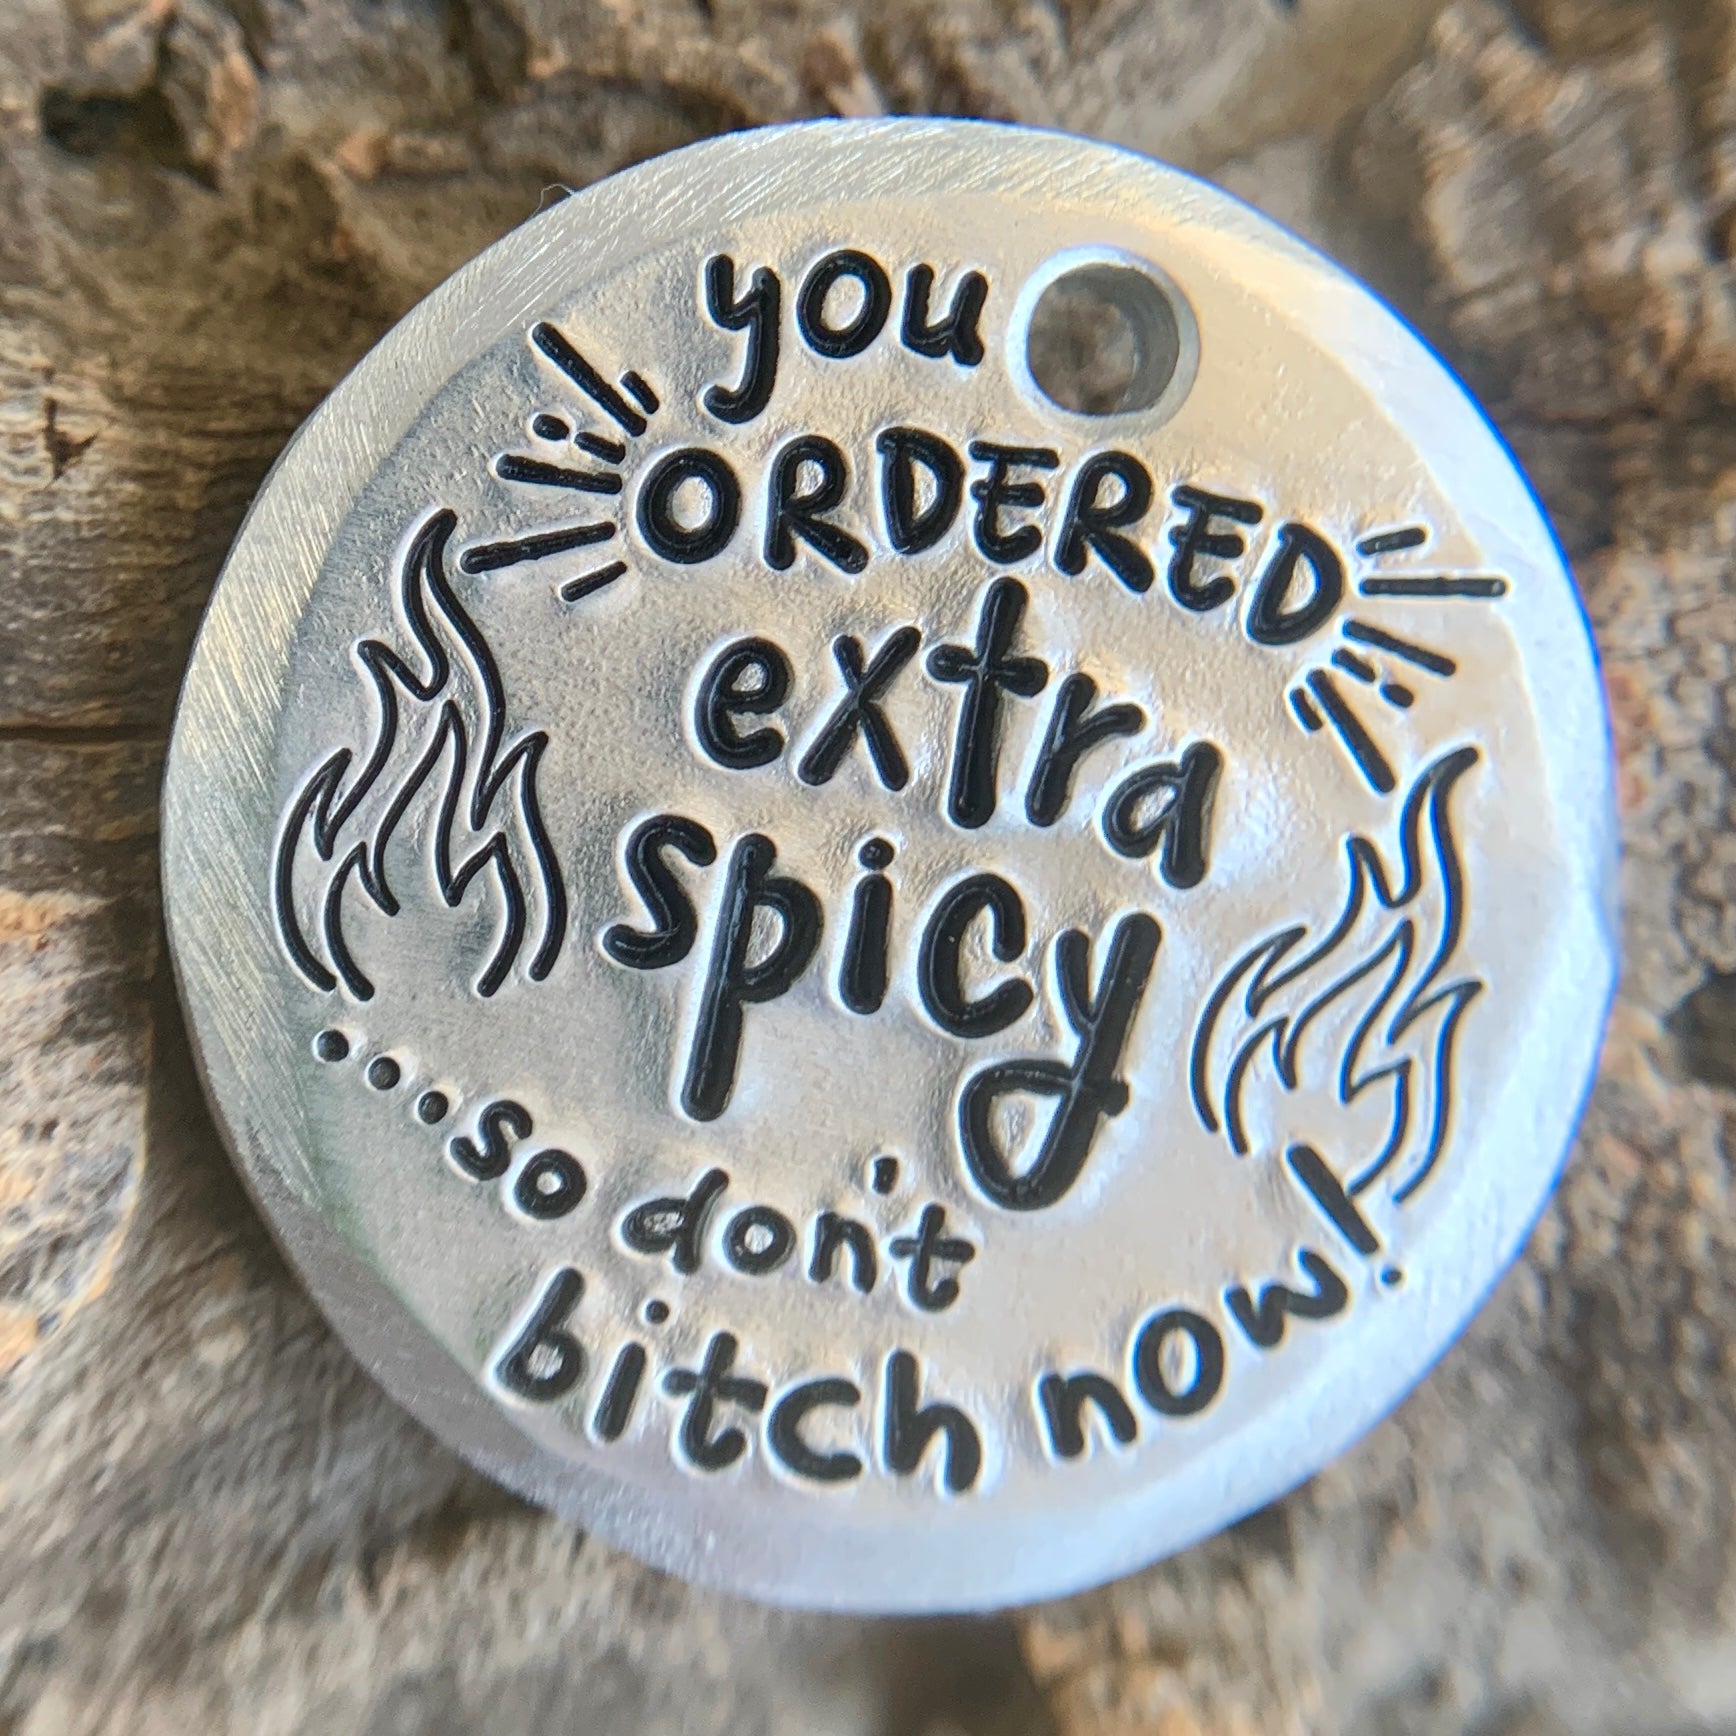 you
ORDERED
extra
spicy
...so don't
bitch now!